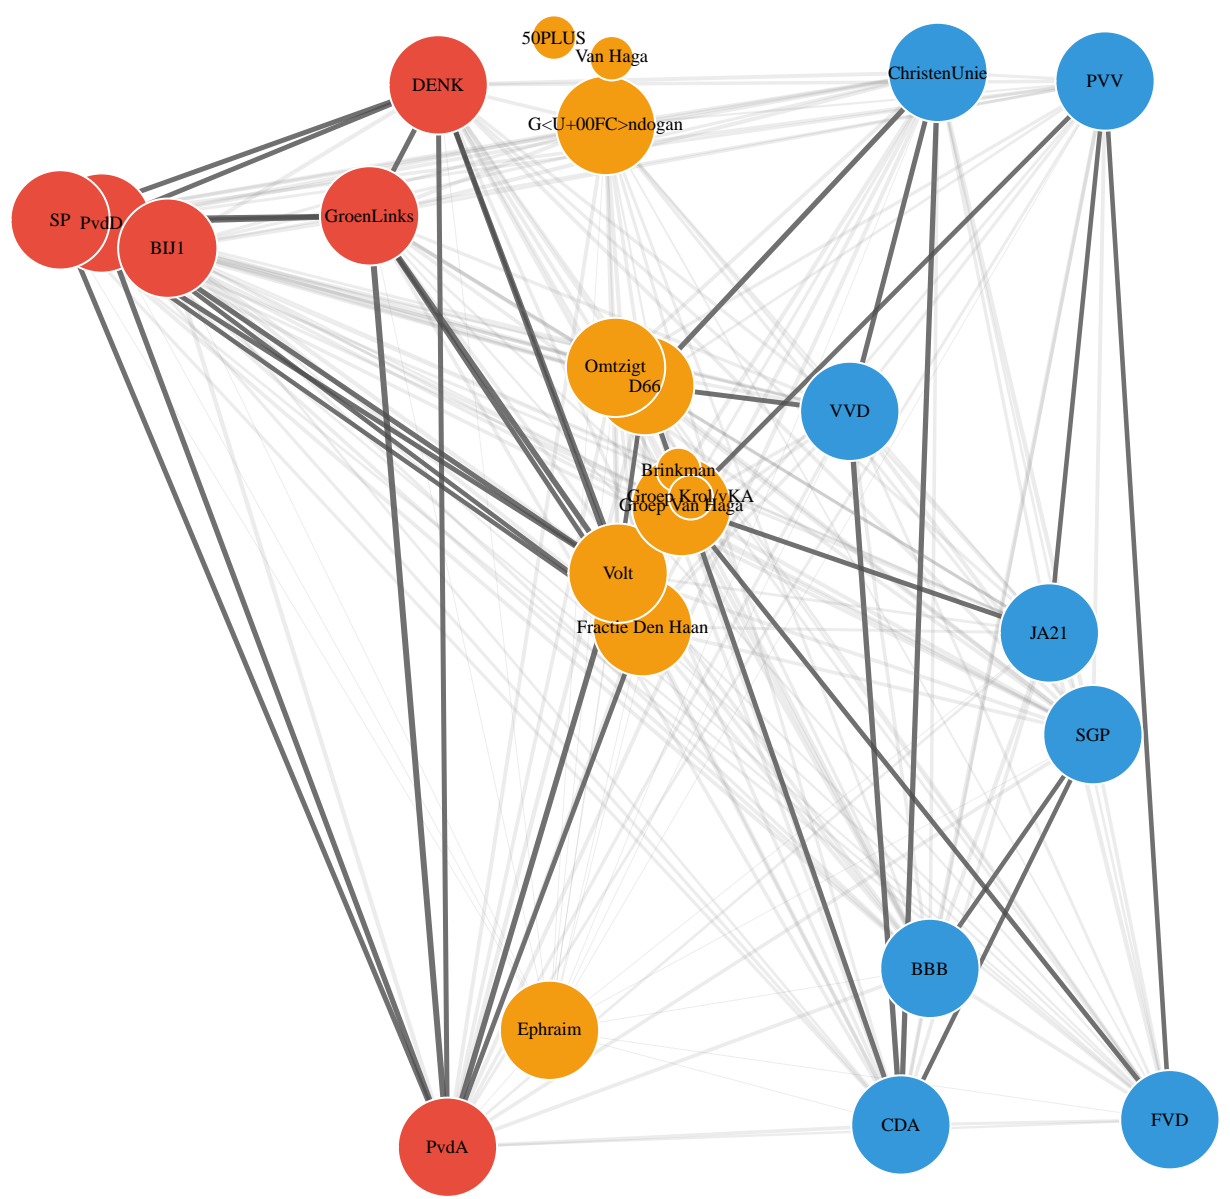 50PLUS
Van Haga
ChristenUnie
PVV
DENK
G<U+00FC>ndogan
SP
PvdD
GroenLinks
BIJ1
Omtzigt
D66
VVD
Brinkman
Groep Krol/vKA
Groep Van Haga
Volt
Fractie Den Haan
JA21
SGP
BBB
Ephraim
CDA
FVD
PvdA